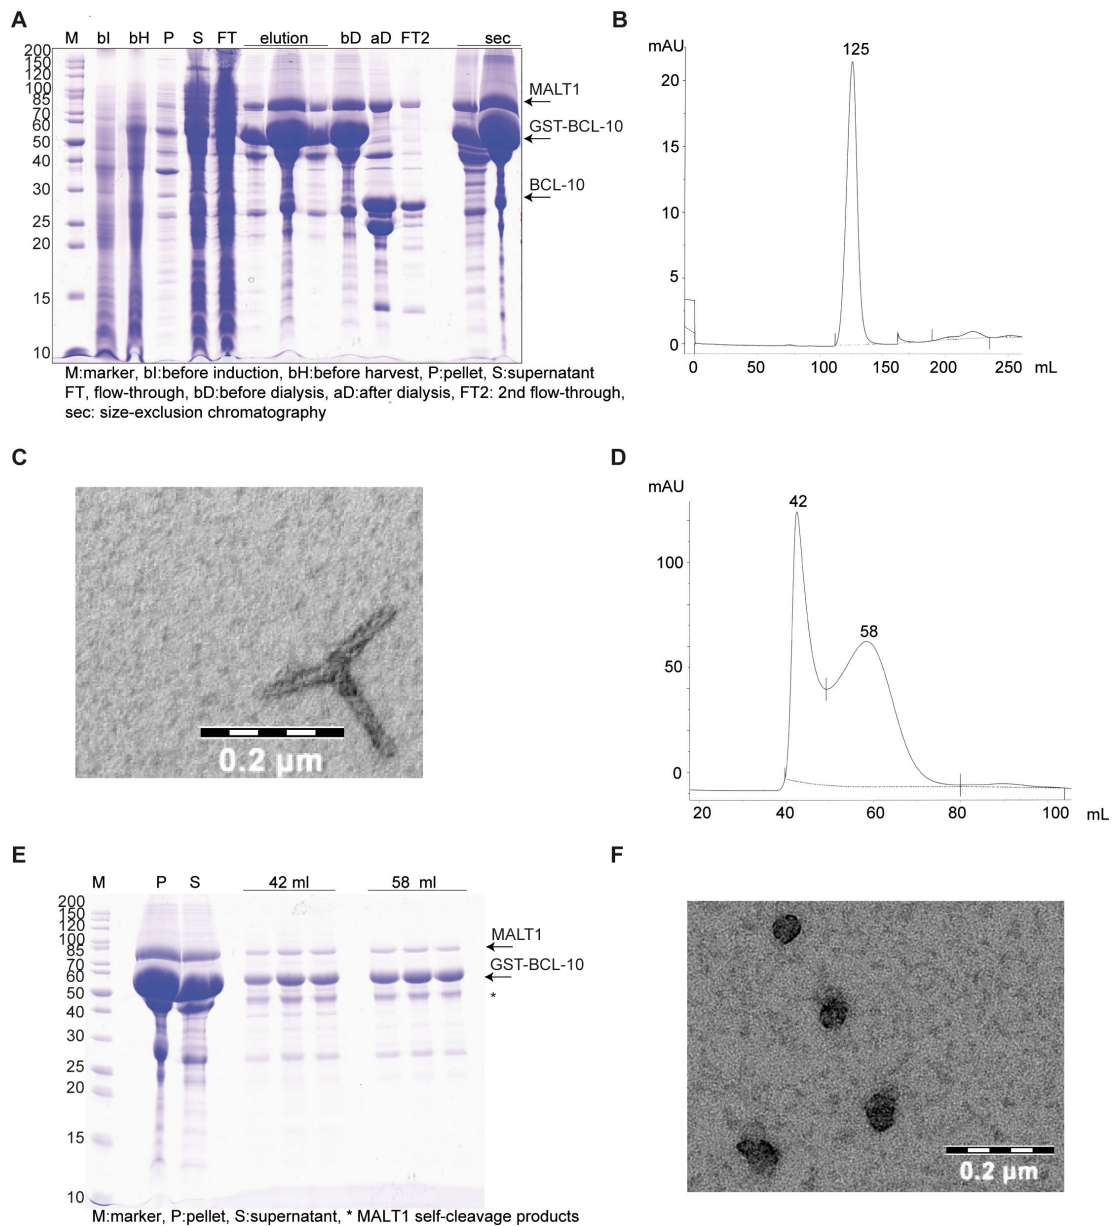 A
M bI bH P S FT elution bD aD FT2 sec
200
150
120
100
85
70
60
50
40
30
25
20
15
10
MALT1
GST-BCL-10
BCL-10
M:marker, bI:before induction, bH:before harvest, P:pellet, S:supernatant
FT, flow-through, bD:before dialysis, aD:after dialysis, FT2: 2nd flow-through,
sec: size-exclusion chromatography
B
mAU
125
20
15
10
5
0
0 50 100 150 200 250 mL
C
0.2 µm
D
mAU
42
58
100
50
0
20 40 60 80 100 mL
E
M P S 42 ml 58 ml
200
150
120
100
85
70
60
50
40
30
25
20
15
10
MALT1
GST-BCL-10
*
M:marker, P:pellet, S:supernatant, * MALT1 self-cleavage products
F
0.2 µm